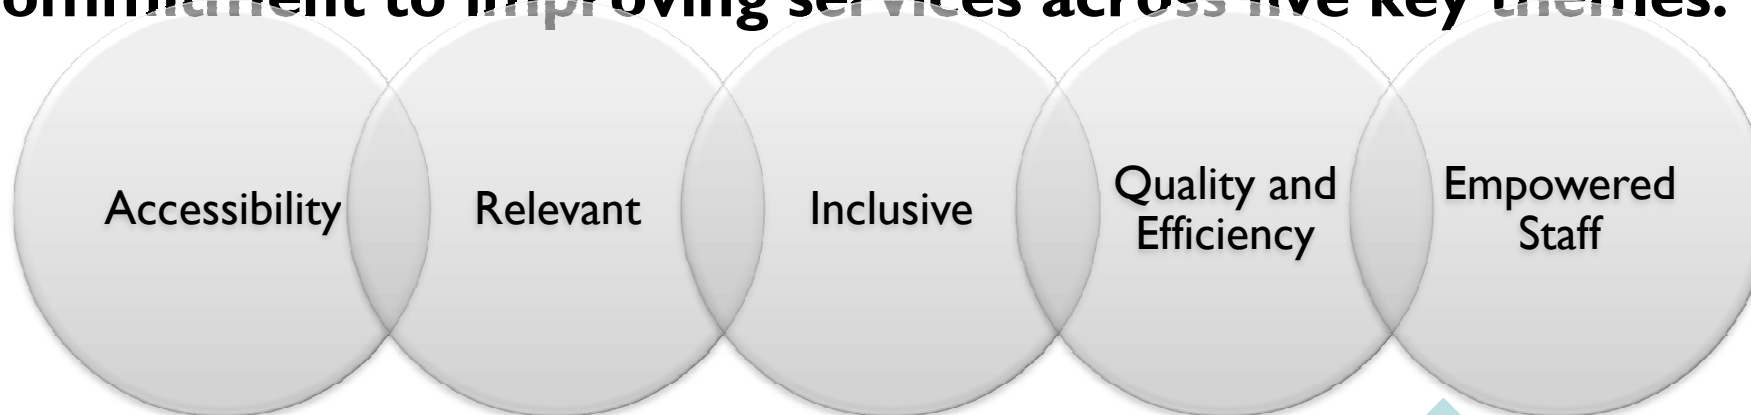 ommitment to improving services across five key themes.
Accessibility
Relevant
Inclusive
Quality and
Efficiency
Empowered
Staff